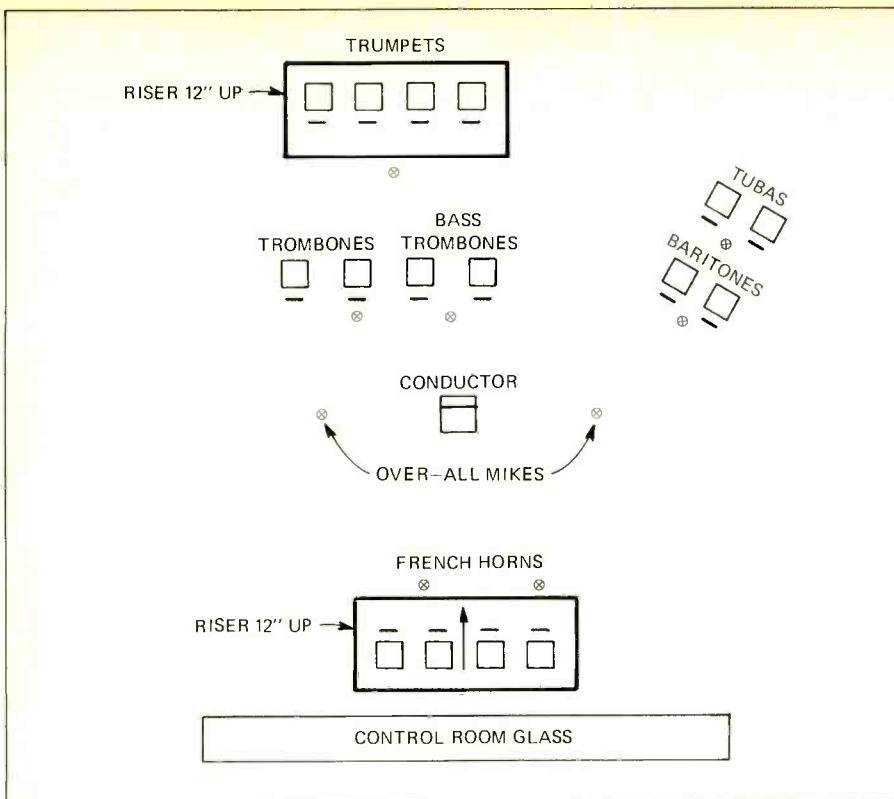 TRUMPETS
RISER 12" UP
TUBAS
BASS
TROMBONES TROMBONES
BARITONES
CONDUCTOR
OVER-ALL MIKES
FRENCH HORNS
RISER 12" UP
CONTROL ROOM GLASS